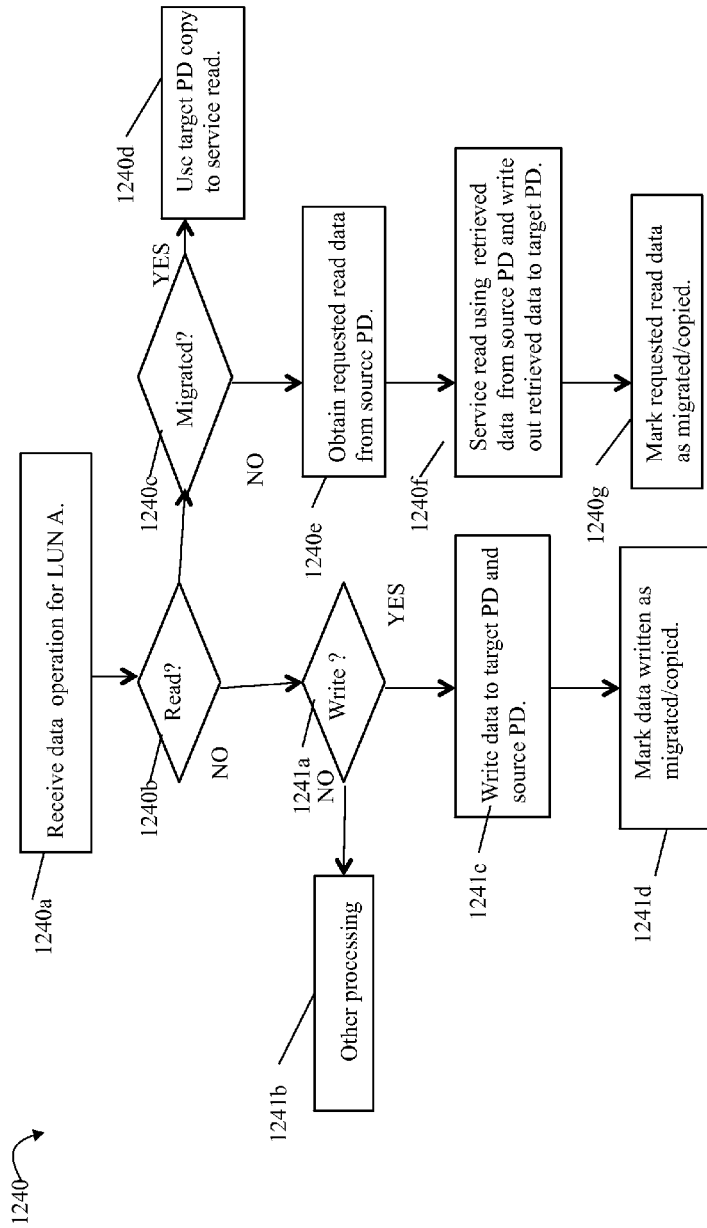 1240
1240a
Receive data operation for LUN A.
1240b
Read?
NO
1240c
Migrated?
YES
NO
1240d
Use target PD copy
to service read.
1241a
Write ?
NO
YES
1240e
Obtain requested read data
from source PD.
1241b
Other processing
1241c
Write data to target PD and
source PD.
1240f
Service read using retrieved
data from source PD and write
out retrieved data to target PD.
1241d
Mark data written as
migrated/copied.
1240g
Mark requested read data
as migrated/copied.